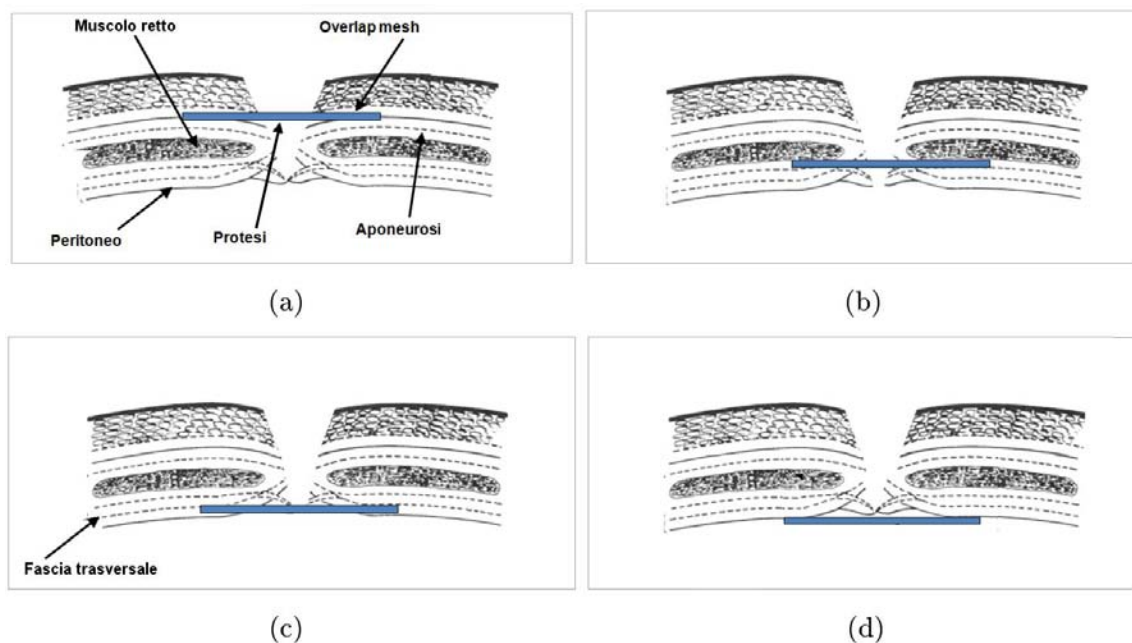 Muscolo retto
Overlap mesh
Peritoneo
Protesi
Aponeurosi
(a)
(b)
Fascia trasversale
(c)
(d)